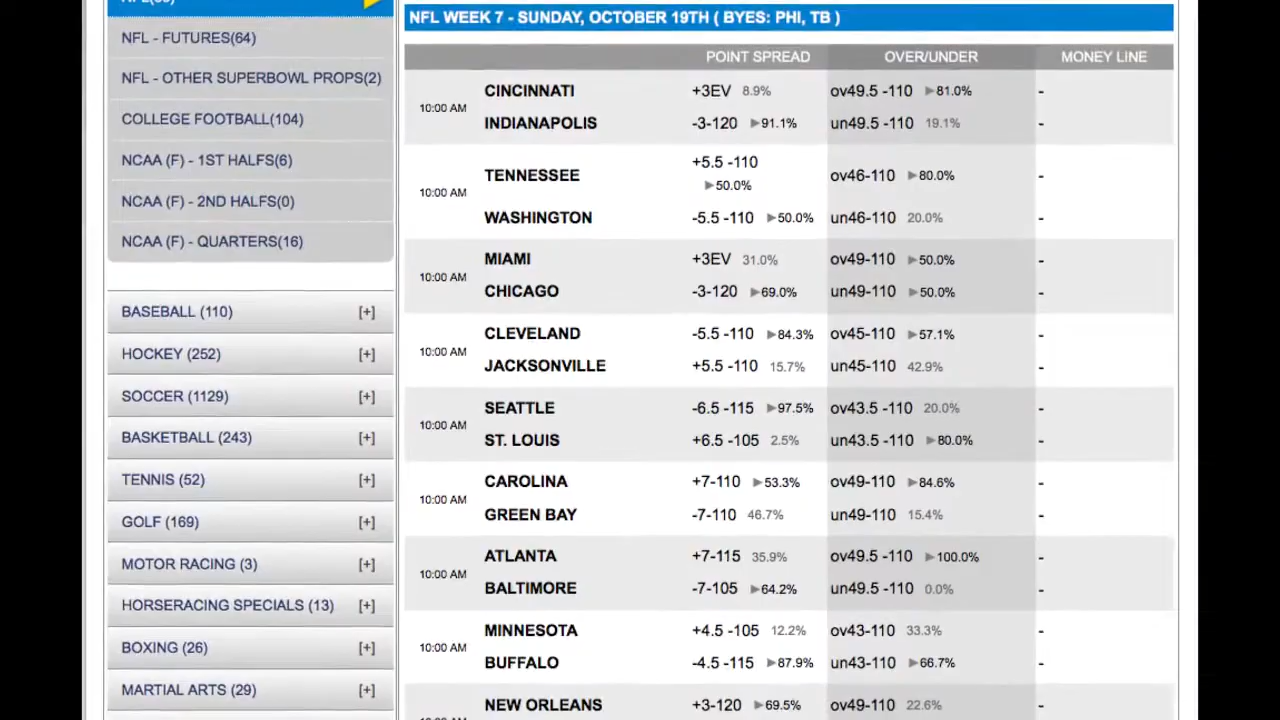 NFL - FUTURES(64)
NFL - OTHER SUPERBOWL PROPS(2)
COLLEGE FOOTBALL(104)
NCAA (F) - 1ST HALFS(6)
NCAA (F) - 2ND HALFS(0)
NCAA (F) - QUARTERS(16)
BASEBALL (110) [+]
HOCKEY (252) [+]
SOCCER (1129) [+]
BASKETBALL (243) [+]
TENNIS (52) [+]
GOLF (169) [+]
MOTOR RACING (3) [+]
HORSERACING SPECIALS (13) [+]
BOXING (26) [+]
MARTIAL ARTS (29) [+]
NFL WEEK 7 - SUNDAY, OCTOBER 19TH ( BYES: PHI, TB )
POINT SPREAD OVER/UNDER MONEY LINE
10:00 AM
CINCINNATI +3EV 8.9% ov49.5 -110 ▶81.0% -
INDIANAPOLIS -3-120 ▶91.1% un49.5 -110 19.1% -
10:00 AM
TENNESSEE +5.5 -110 ▶50.0% ov46-110 ▶80.0% -
WASHINGTON -5.5 -110 ▶50.0% un46-110 20.0% -
10:00 AM
MIAMI +3EV 31.0% ov49-110 ▶50.0% -
CHICAGO -3-120 ▶69.0% un49-110 ▶50.0% -
10:00 AM
CLEVELAND -5.5 -110 ▶84.3% ov45-110 ▶57.1% -
JACKSONVILLE +5.5 -110 15.7% un45-110 42.9% -
10:00 AM
SEATTLE -6.5 -115 ▶97.5% ov43.5 -110 20.0% -
ST. LOUIS +6.5 -105 2.5% un43.5 -110 ▶80.0% -
10:00 AM
CAROLINA +7-110 ▶53.3% ov49-110 ▶84.6% -
GREEN BAY -7-110 46.7% un49-110 15.4% -
10:00 AM
ATLANTA +7-115 35.9% ov49.5 -110 ▶100.0% -
BALTIMORE -7-105 ▶64.2% un49.5 -110 0.0% -
10:00 AM
MINNESOTA +4.5 -105 12.2% ov43-110 33.3% -
BUFFALO -4.5 -115 ▶87.9% un43-110 ▶66.7% -
NEW ORLEANS +3-120 ▶69.5% ov49-110 22.6% -